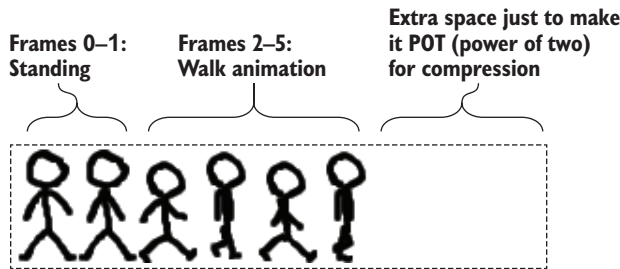 Frames 0–1:
Standing
Frames 2–5:
Walk animation
Extra space just to make
it POT (power of two)
for compression